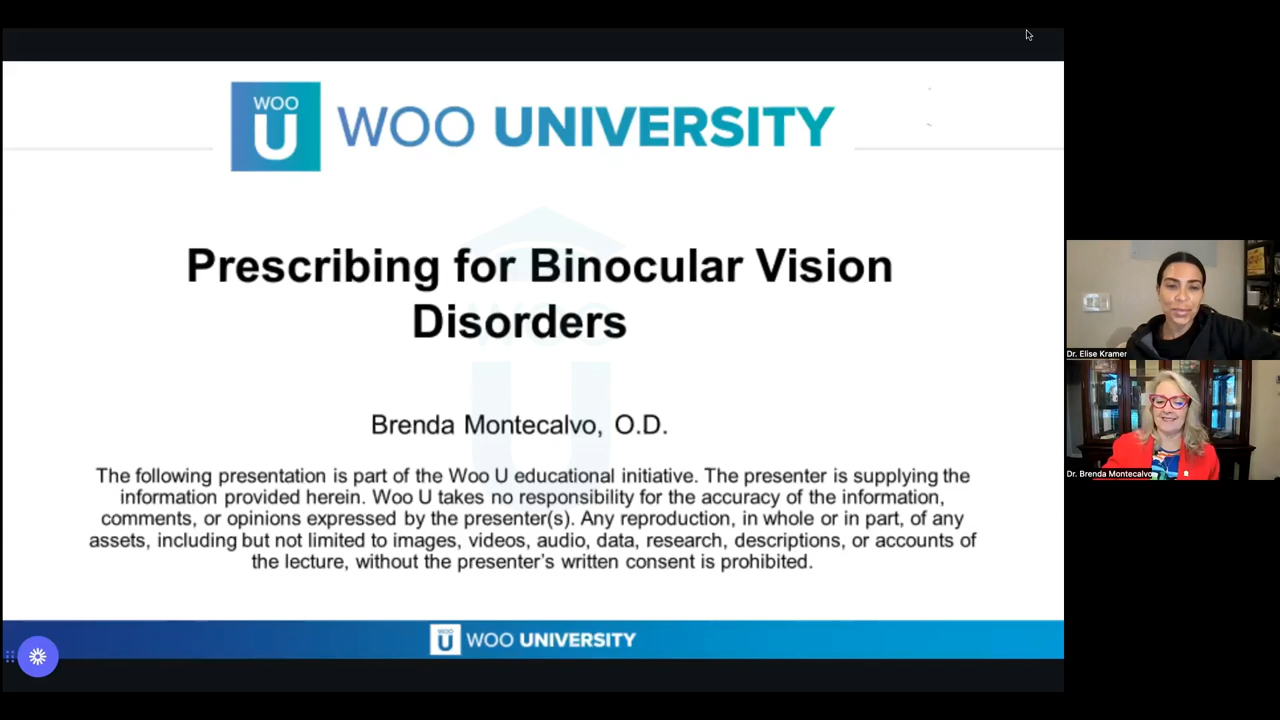 WOO
U
WOO UNIVERSITY
Prescribing for Binocular Vision
Disorders
WOO
U
Brenda Montecalvo, O.D.
The following presentation is part of the Woo U educational initiative. The presenter is supplying the
information provided herein. Woo U takes no responsibility for the accuracy of the information,
comments, or opinions expressed by the presenter(s). Any reproduction, in whole or in part, of any
assets, including but not limited to images, videos, audio, data, research, descriptions, or accounts of
the lecture, without the presenter's written consent is prohibited.
WOO
U
WOO UNIVERSITY
Dr. Elise Kramer
Dr. Brenda Montecalvo